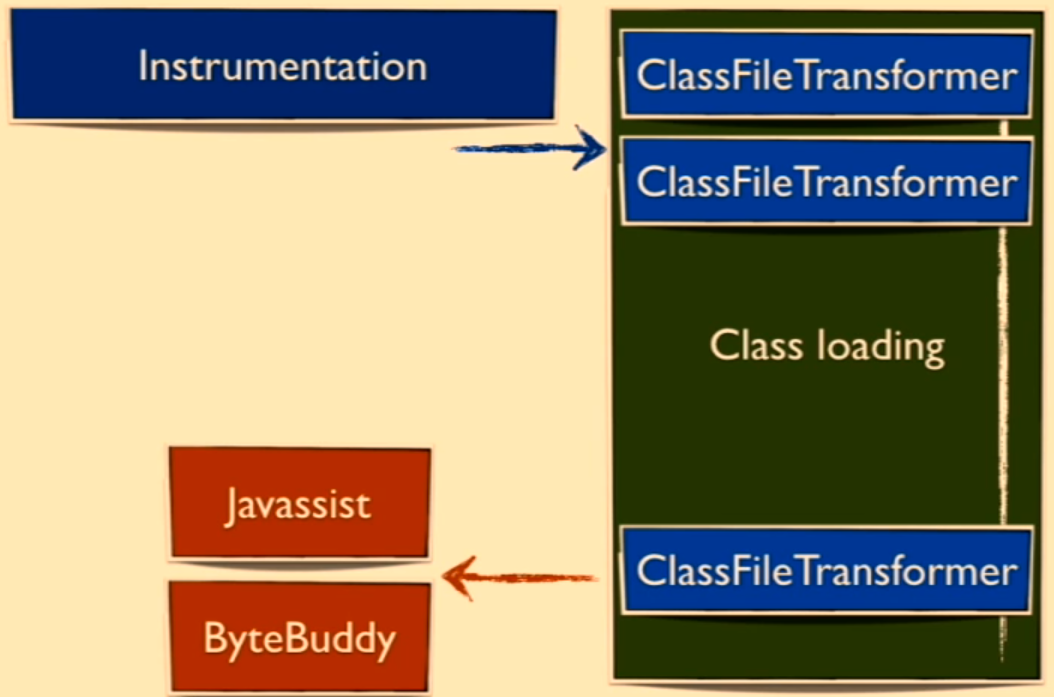 Instrumentation
ClassFileTransformer
ClassFileTransformer
Class loading
Javassist
ClassFileTransformer
ByteBuddy